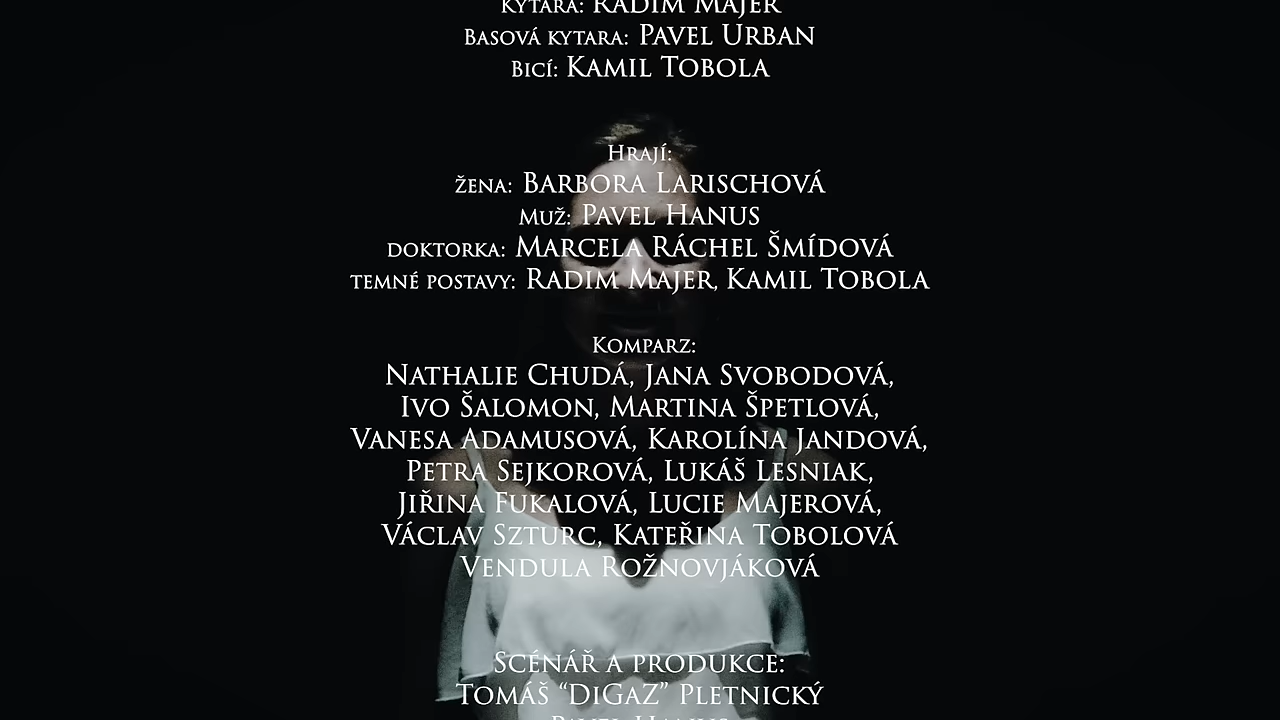 Kytara: Radim Majer
Basová kytara: Pavel Urban
Bicí: Kamil Tobola
Hrají:
žena: Barbora Larischová
Muž: Pavel Hanus
doktorka: Marcela Ráchel Šmídová
temné postavy: Radim Majer, Kamil Tobola
Komparz:
Nathalie Chudá, Jana Svobodová,
Ivo Šalomon, Martina Špetlová,
Vanesa Adamusová, Karolína Jandová,
Petra Sejkorová, Lukáš Lesniak,
Jiřina Fukalová, Lucie Majerová,
Václav Szturc, Kateřina Tobolová
Vendula Rožnovjáková
Scénář a produkce:
Tomáš “DiGaZ” Pletnický